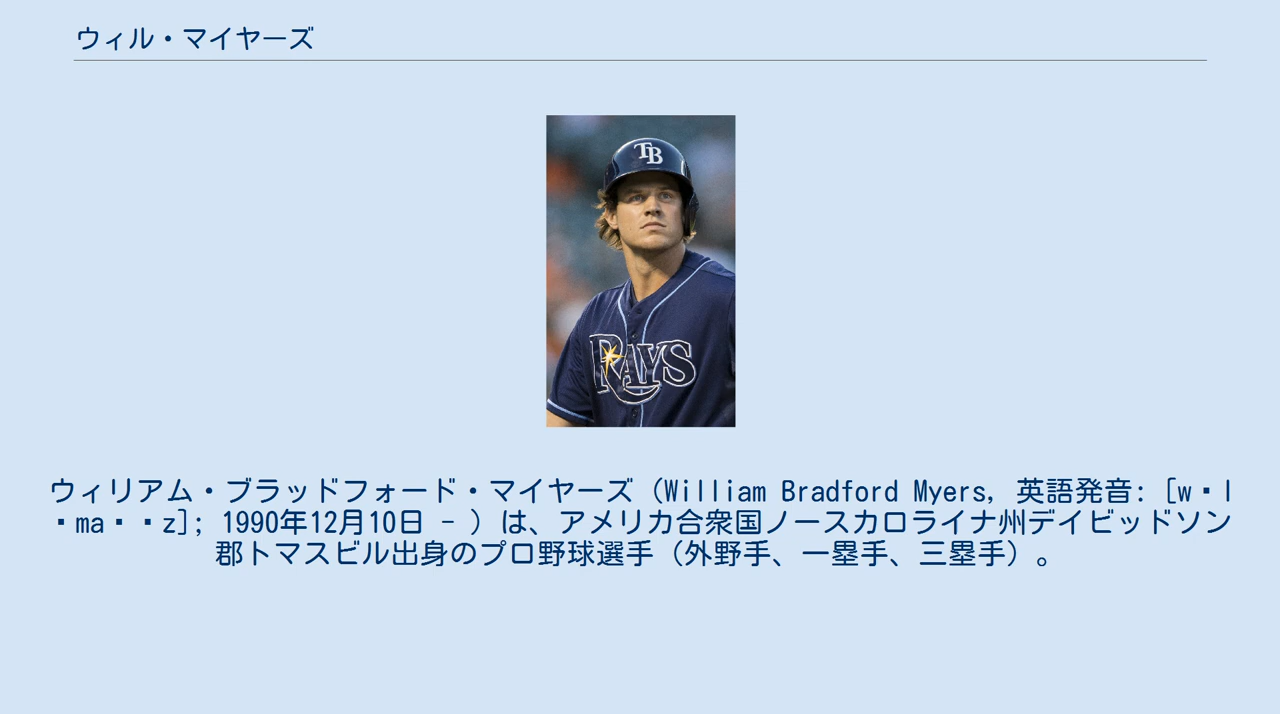 ウィル・マイヤーズ
TB
RAYS
ウィリアム・ブラッドフォード・マイヤーズ（William Bradford Myers, 英語発音: [w・l
・ma・・z]; 1990年12月10日 - ）は、アメリカ合衆国ノースカロライナ州デイビッドソン
郡トマスビル出身のプロ野球選手（外野手、一塁手、三塁手）。